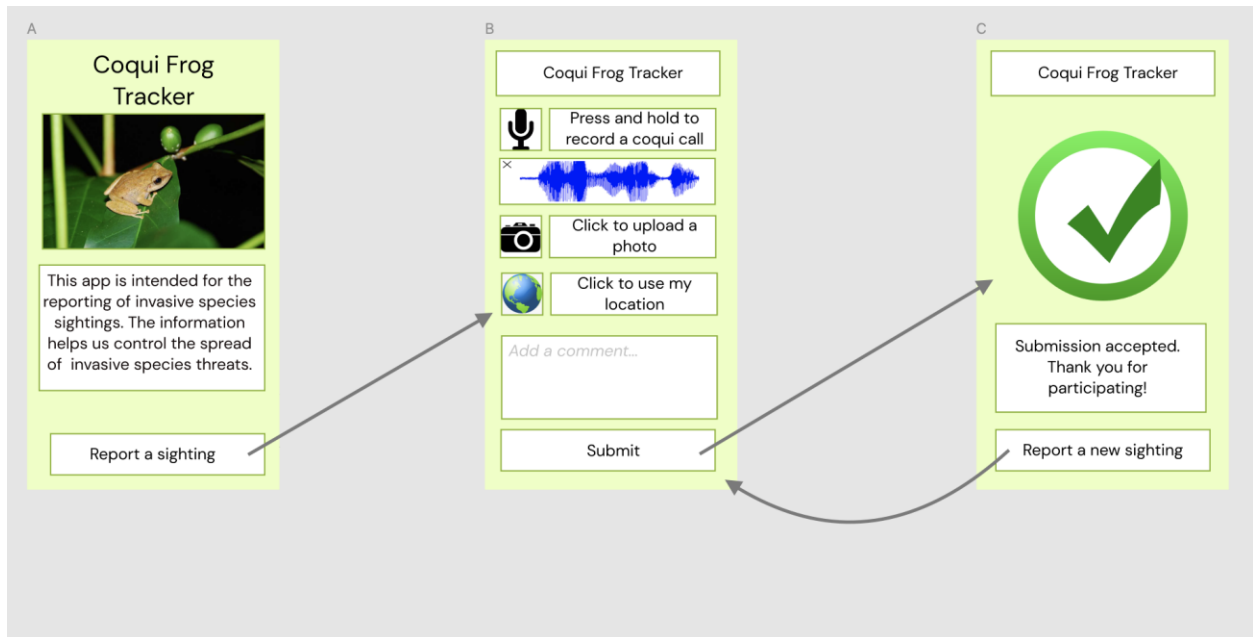 A
Coqui Frog
Tracker
This app is intended for the
reporting of invasive species
sightings. The information
helps us control the spread
of invasive species threats.
Report a sighting
B
Coqui Frog Tracker
Press and hold to
record a coqui call
X
Click to upload a
photo
Click to use my
location
Add a comment...
Submit
C
Coqui Frog Tracker
Submission accepted.
Thank you for
participating!
Report a new sighting